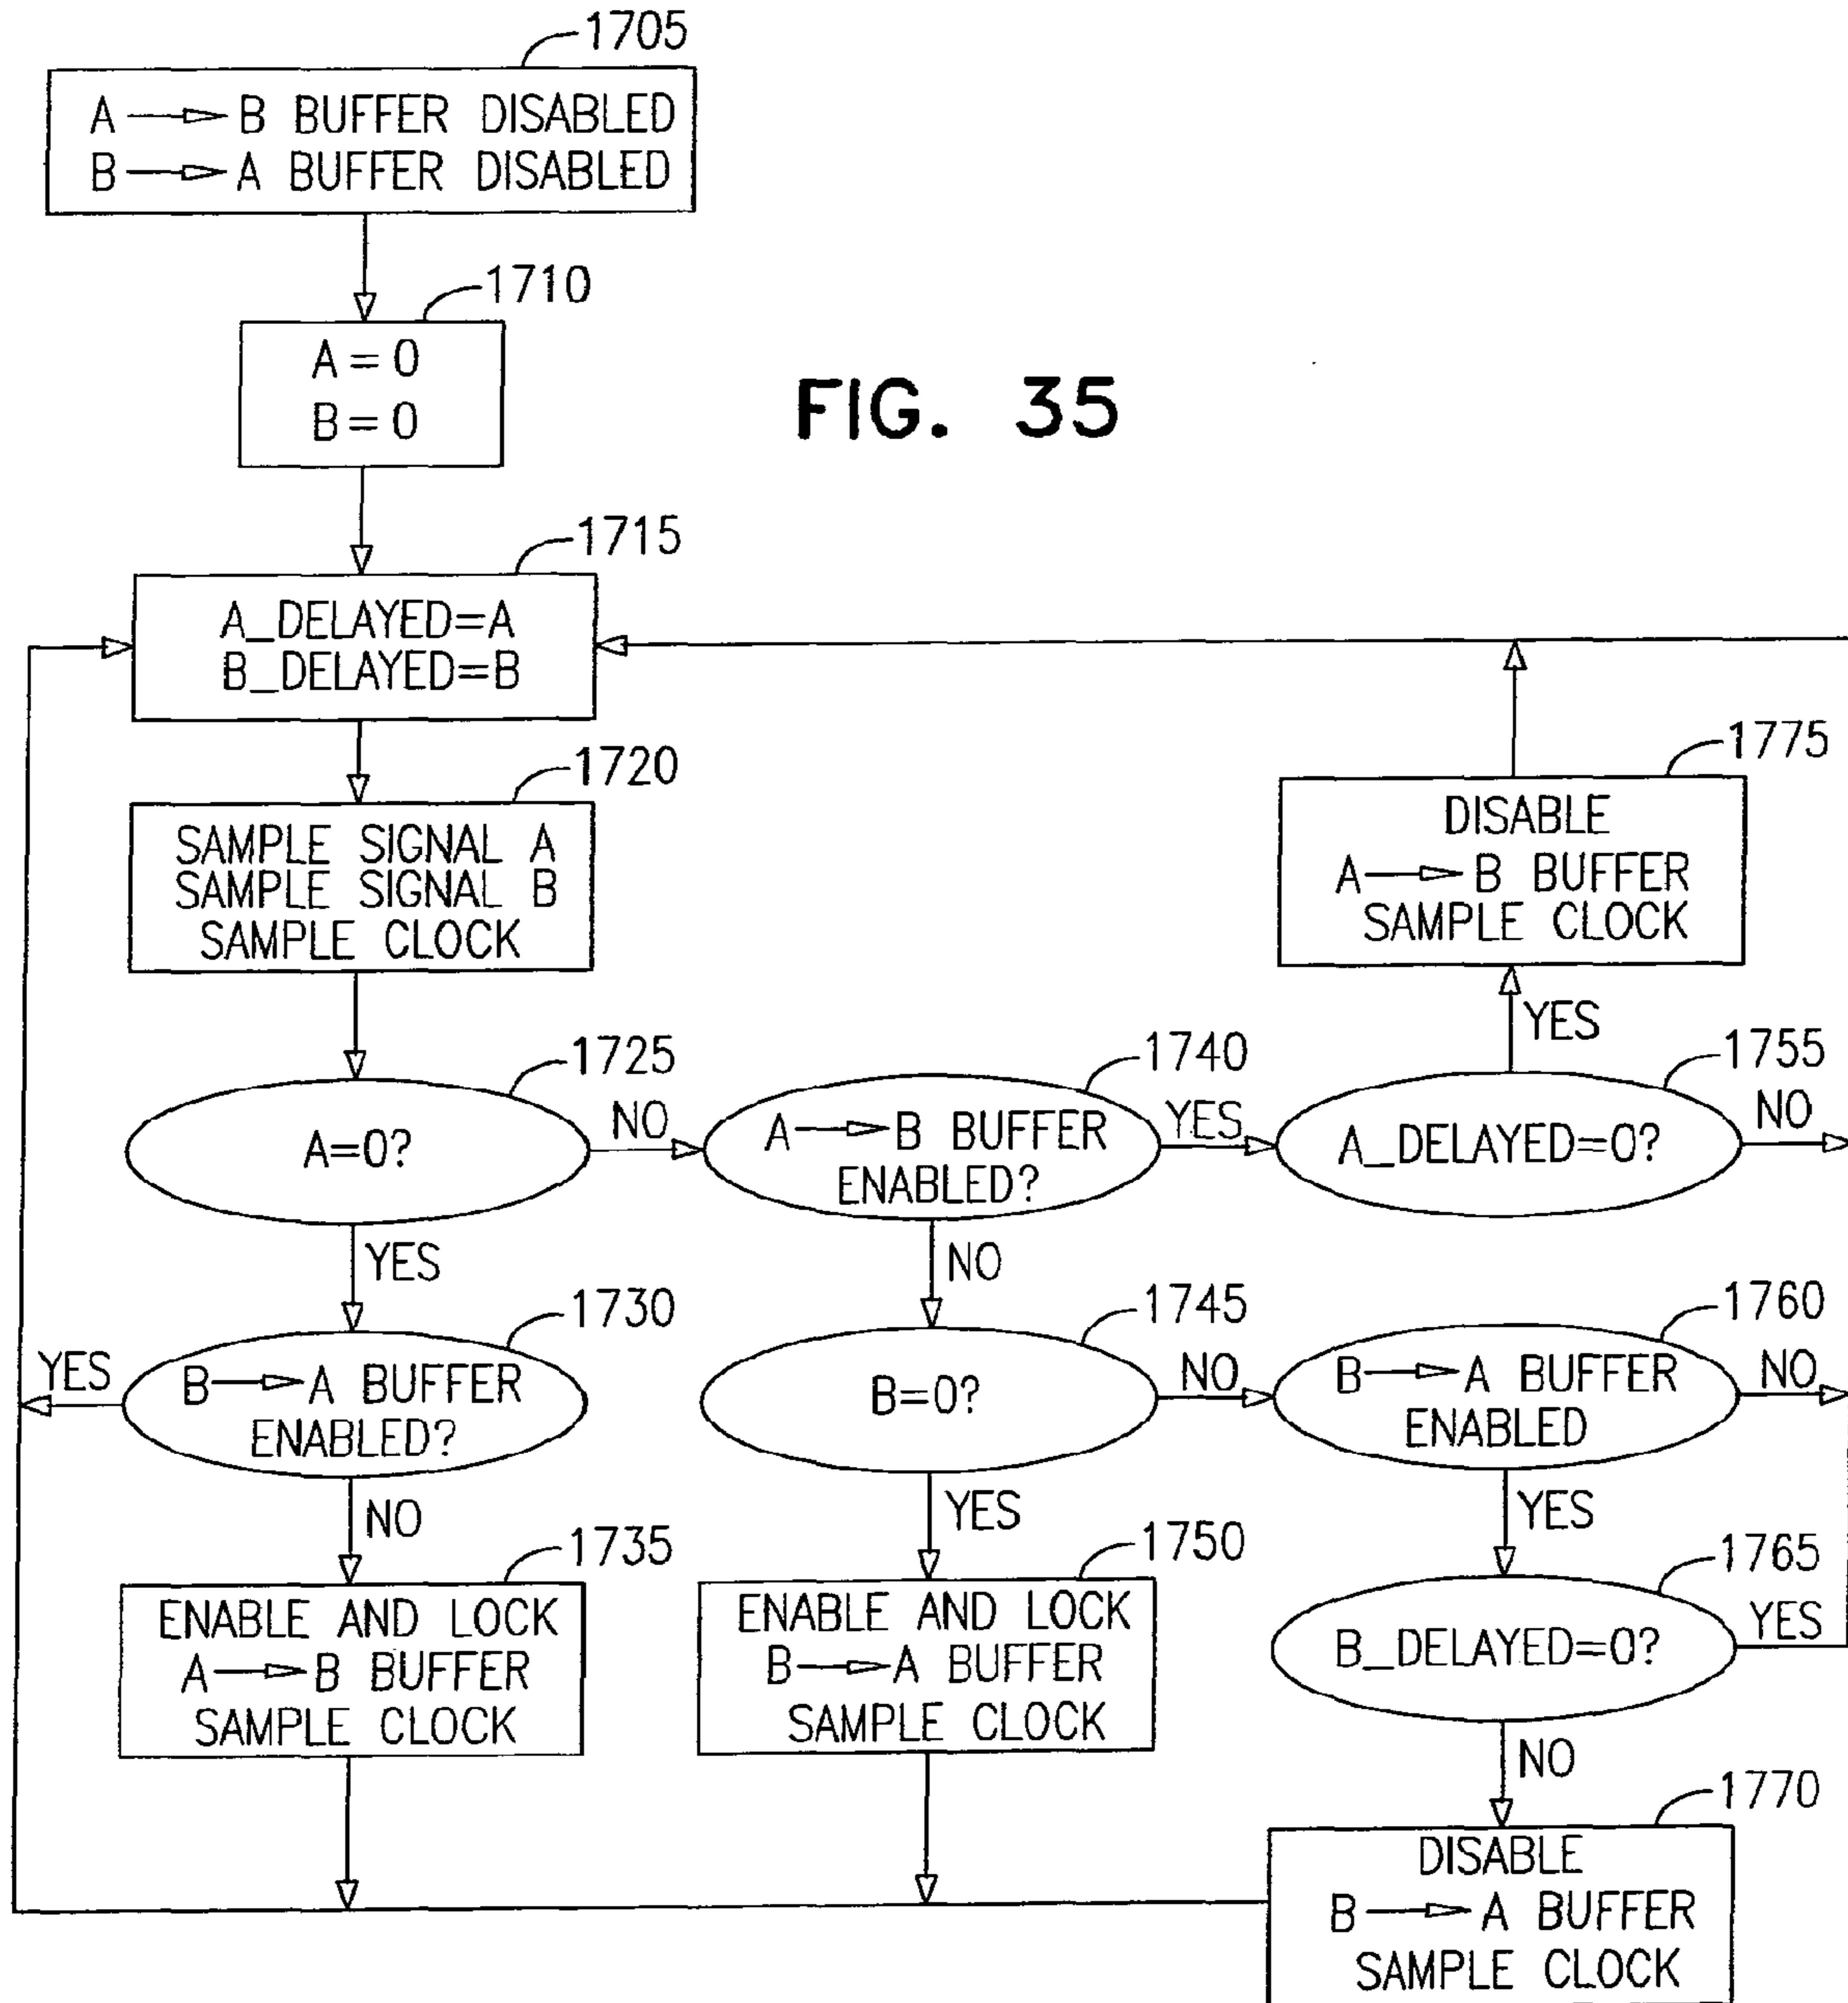 1705
A → B BUFFER DISABLED
B → A BUFFER DISABLED
1710
A = 0
B = 0
FIG. 35
1715
A_DELAYED=A
B_DELAYED=B
1720
SAMPLE SIGNAL A
SAMPLE SIGNAL B
SAMPLE CLOCK
1775
DISABLE
A → B BUFFER
SAMPLE CLOCK
YES
1725
A=0?
NO
1740
A → B BUFFER
ENABLED?
YES
1755
A_DELAYED=0?
NO
YES
NO
1730
B → A BUFFER
ENABLED?
YES
1745
B=0?
NO
1760
B → A BUFFER
ENABLED
NO
NO
YES
YES
1735
ENABLE AND LOCK
A → B BUFFER
SAMPLE CLOCK
1750
ENABLE AND LOCK
B → A BUFFER
SAMPLE CLOCK
1765
B_DELAYED=0?
YES
NO
1770
DISABLE
B → A BUFFER
SAMPLE CLOCK